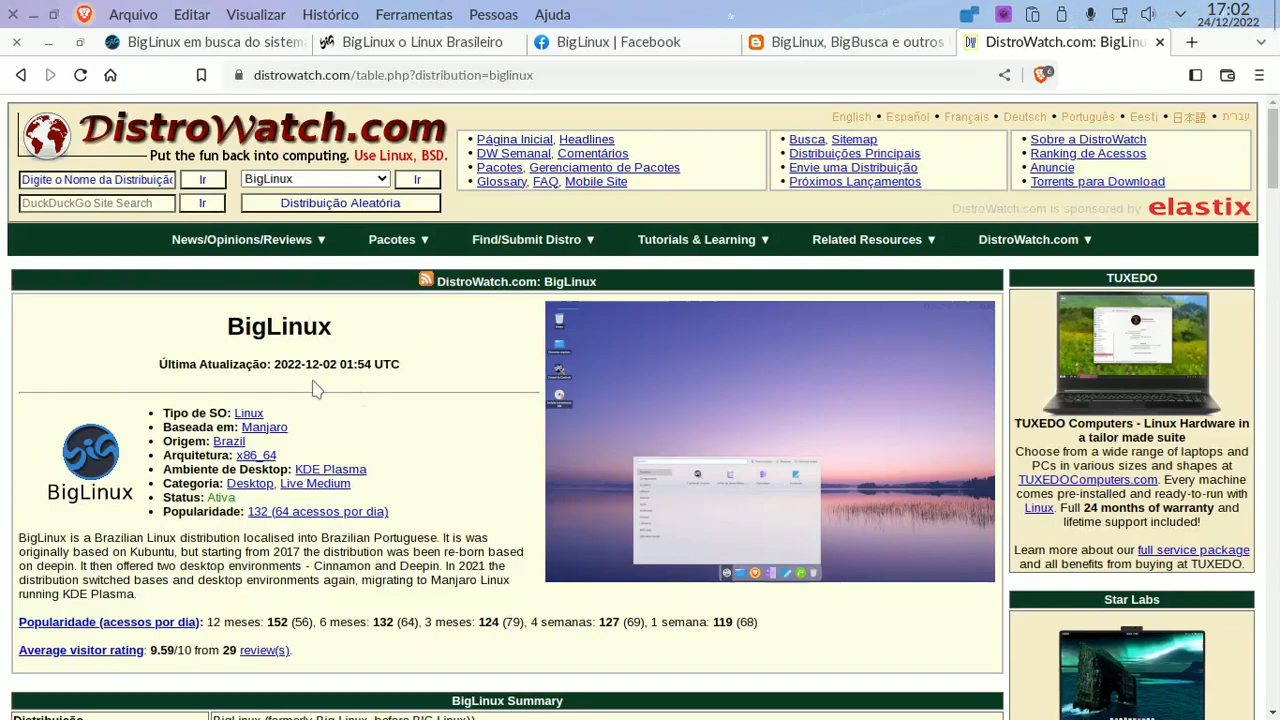 Arquivo Editar Visualizar Histórico Ferramentas Pessoas Ajuda
17:02
24/12/2022
BigLinux em busca do sistem
BigLinux o Linux Brasileiro
BigLinux | Facebook
BigLinux, BigBusca e outros
DistroWatch.com: BigLinu
distrowatch.com/table.php?distribution=biglinux
DistroWatch.com
Put the fun back into computing. Use Linux, BSD.
English • Español • Français • Deutsch • Português • Eesti • 日本語 • עברית
• Página Inicial, Headlines
• DW Semanal, Comentários
• Pacotes, Gerenciamento de Pacotes
• Glossary, FAQ, Mobile Site
• Busca, Sitemap
• Distribuições Principais
• Envie uma Distribuição
• Próximos Lançamentos
• Sobre a DistroWatch
• Ranking de Acessos
• Anuncie
• Torrents para Download
Digite o Nome da Distribuiçã Ir BigLinux Ir
DuckDuckGo Site Search Ir Distribuição Aleatória
DistroWatch.com is sponsored by elastix
News/Opinions/Reviews ▼ Pacotes ▼ Find/Submit Distro ▼ Tutorials & Learning ▼ Related Resources ▼ DistroWatch.com ▼
DistroWatch.com: BigLinux
BigLinux
Última Atualização: 2022-12-02 01:54 UTC
BIG
BigLinux
• Tipo de SO: Linux
• Baseada em: Manjaro
• Origem: Brazil
• Arquitetura: x86_64
• Ambiente de Desktop: KDE Plasma
• Categoria: Desktop, Live Medium
• Status: Ativa
• Popularidade: 132 (64 acessos por dia)
BigLinux is a Brazilian Linux distribution localised into Brazilian Portuguese. It is was
originally based on Kubuntu, but starting from 2017 the distribution was been re-born based
on deepin. It then offered two desktop environments - Cinnamon and Deepin. In 2021 the
distribution switched bases and desktop environments again, migrating to Manjaro Linux
running KDE Plasma.
Popularidade (acessos por dia): 12 meses: 152 (56), 6 meses: 132 (64), 3 meses: 124 (79), 4 semanas: 127 (69), 1 semana: 119 (68)
Average visitor rating: 9.59/10 from 29 review(s).
BigLinux Summary
Distribuição BigLinux (formerly Big Linux, before BIG Linux))
TUXEDO
TUXEDO Computers - Linux Hardware in
a tailor made suite
Choose from a wide range of laptops
and PCs in various sizes and shapes at
TUXEDOComputers.com. Every machine
comes pre-installed and ready-to-run with
Linux. Full 24 months of warranty and
lifetime support included!
Learn more about our full service package
and all benefits from buying at TUXEDO.
Star Labs